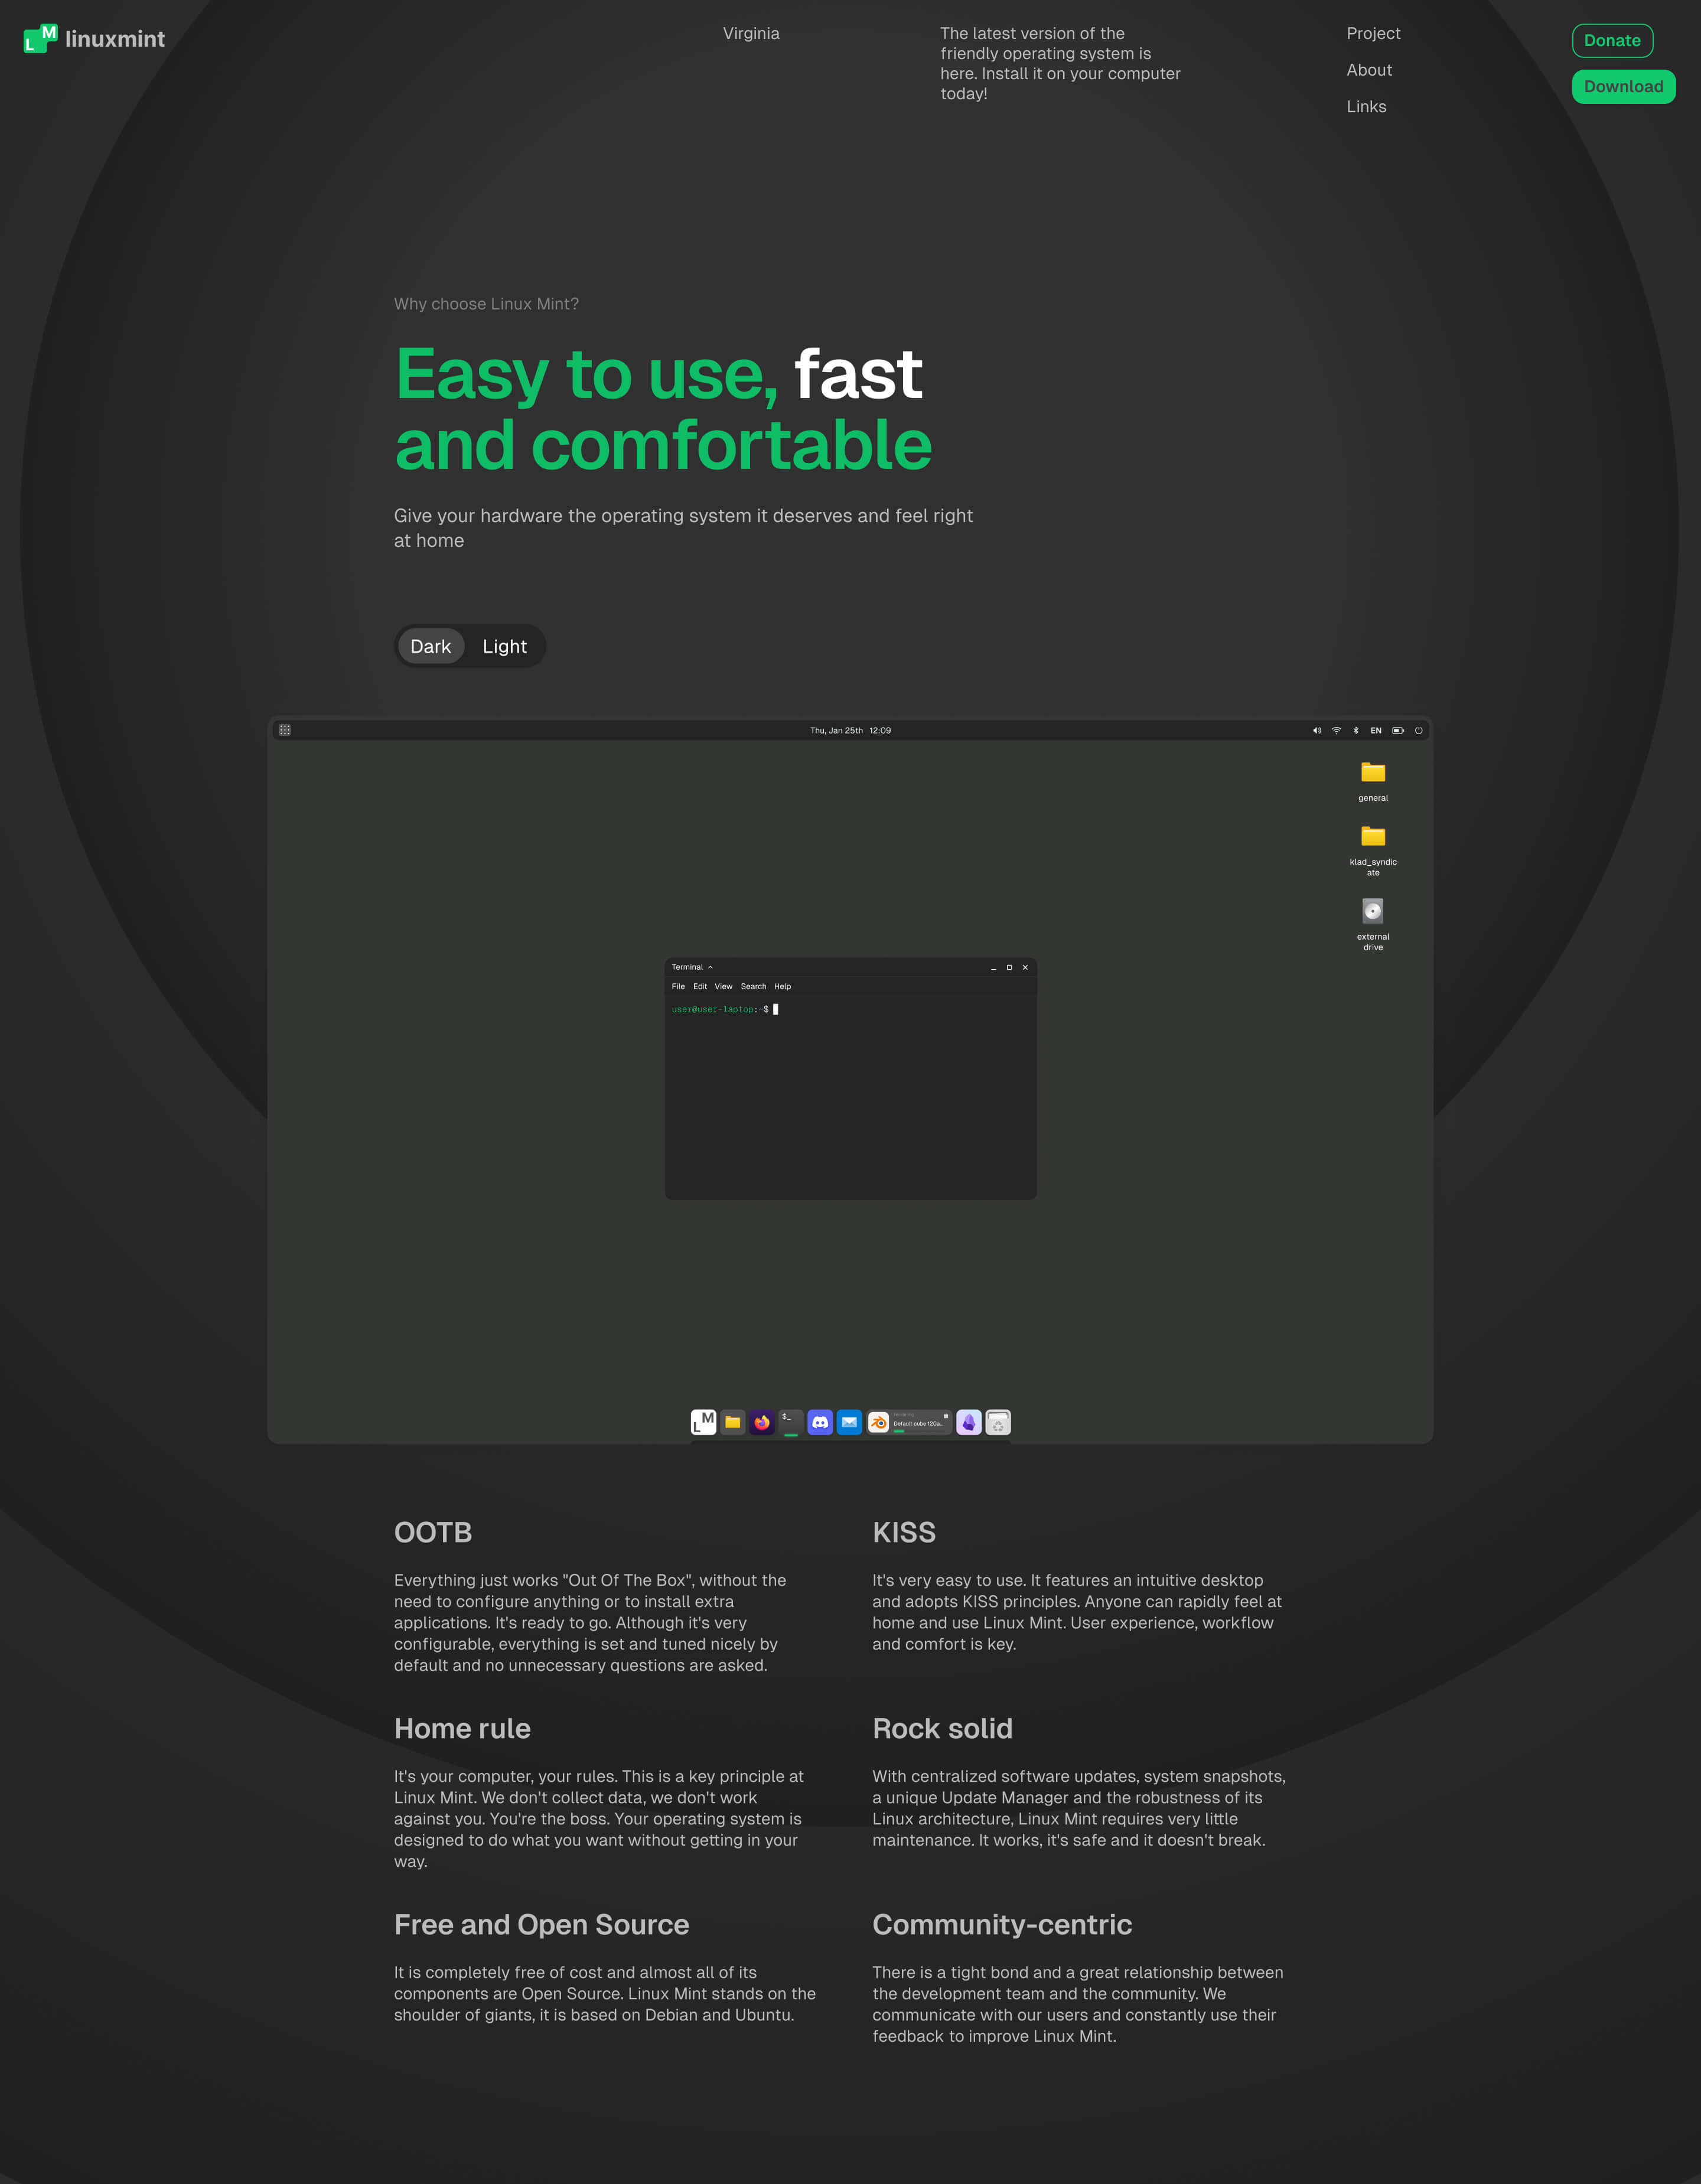 L M linuxmint
Virginia
The latest version of the
friendly operating system is
here. Install it on your computer
today!
Project
About
Links
Donate
Download
Why choose Linux Mint?
Easy to use, fast
and comfortable
Give your hardware the operating system it deserves and feel right
at home
Dark Light
Thu, Jan 25th 12:09
EN
general
klad_syndic
ate
external
drive
Terminal
File Edit View Search Help
user@user-laptop:~$
L M
$_
Default cube 120a...
OOTB
Everything just works "Out Of The Box", without the
need to configure anything or to install extra
applications. It's ready to go. Although it's very
configurable, everything is set and tuned nicely by
default and no unnecessary questions are asked.
KISS
It's very easy to use. It features an intuitive desktop
and adopts KISS principles. Anyone can rapidly feel at
home and use Linux Mint. User experience, workflow
and comfort is key.
Home rule
It's your computer, your rules. This is a key principle at
Linux Mint. We don't collect data, we don't work
against you. You're the boss. Your operating system is
designed to do what you want without getting in your
way.
Rock solid
With centralized software updates, system snapshots,
a unique Update Manager and the robustness of its
Linux architecture, Linux Mint requires very little
maintenance. It works, it's safe and it doesn't break.
Free and Open Source
It is completely free of cost and almost all of its
components are Open Source. Linux Mint stands on the
shoulder of giants, it is based on Debian and Ubuntu.
Community-centric
There is a tight bond and a great relationship between
the development team and the community. We
communicate with our users and constantly use their
feedback to improve Linux Mint.